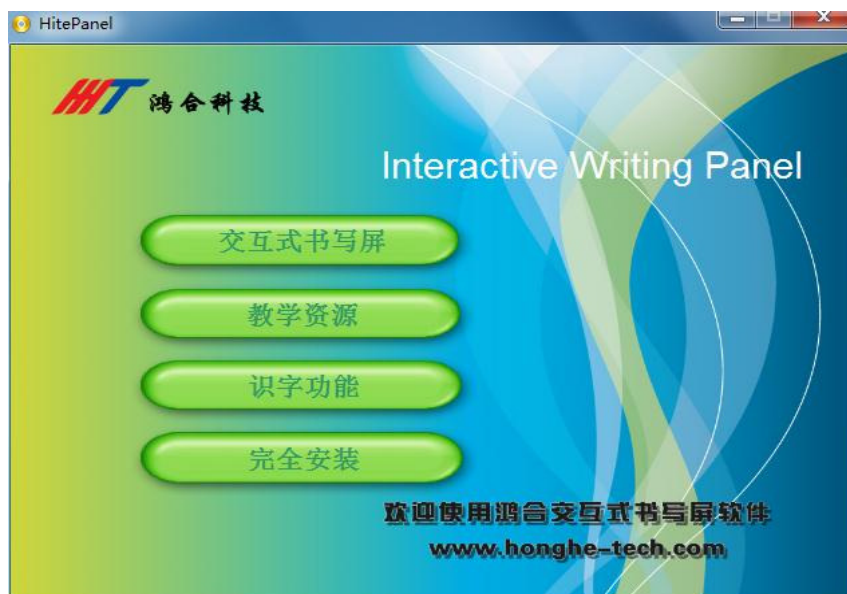 HitePanel
HT 鸿合科技
Interactive Writing Panel
交互式书写屏
教学资源
识字功能
完全安装
欢迎使用鸿合交互式书写屏软件
www.honghe-tech.com